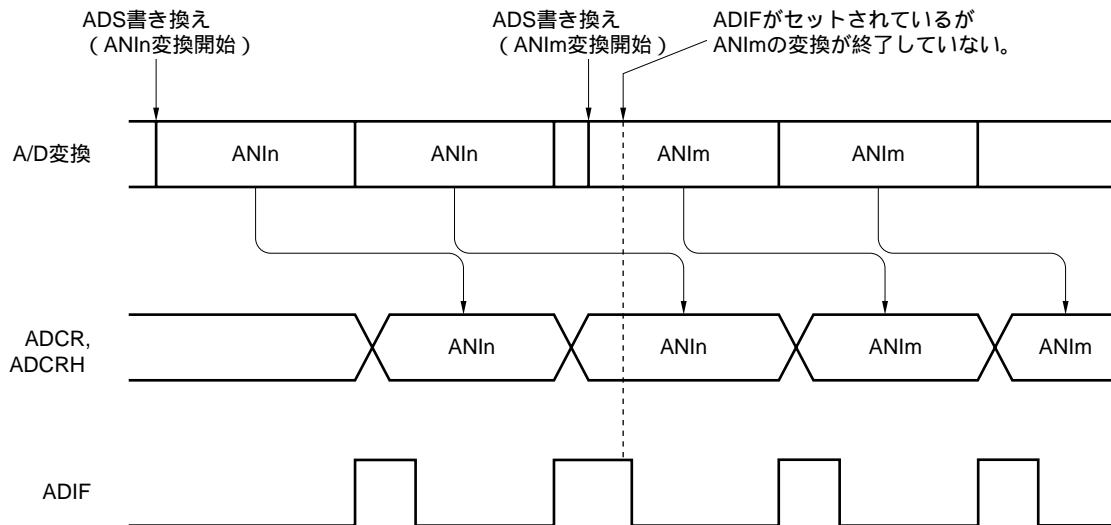 ADS書き換え
（ANIn変換開始）
ADS書き換え
（ANIm変換開始）
ADIFがセットされているが
ANImの変換が終了していない。
A/D変換
ANIn
ANIn
ANIm
ANIm
ADCR,
ADCRH
ANIn
ANIn
ANIm
ANIm
ADIF